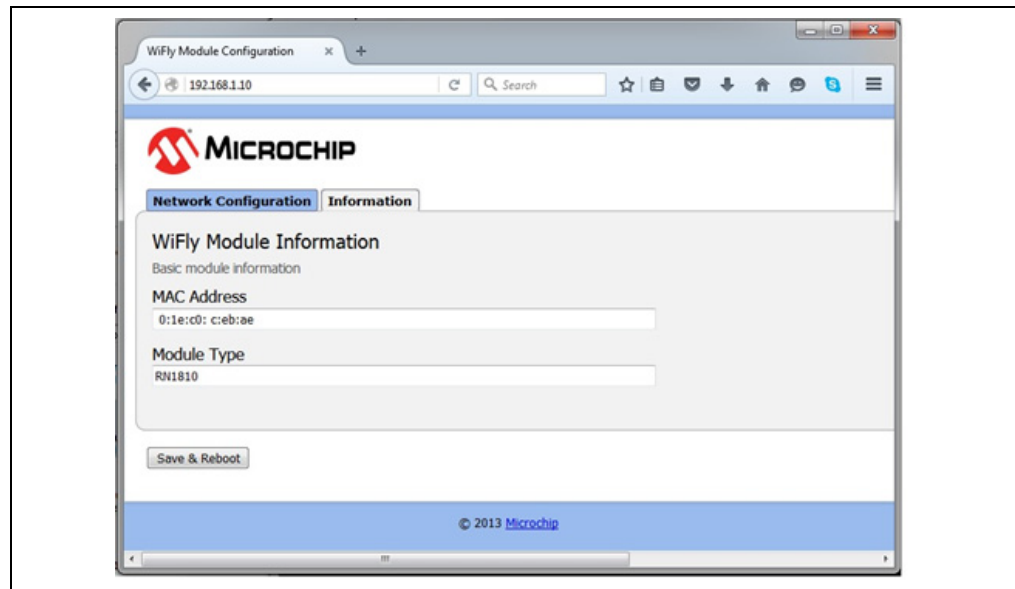 WiFly Module Configuration
192.168.1.10
Search
MICROCHIP
Network Configuration Information
WiFly Module Information
Basic module information
MAC Address
0:1e:c0: c:eb:ae
Module Type
RN1810
Save & Reboot
© 2013 Microchip